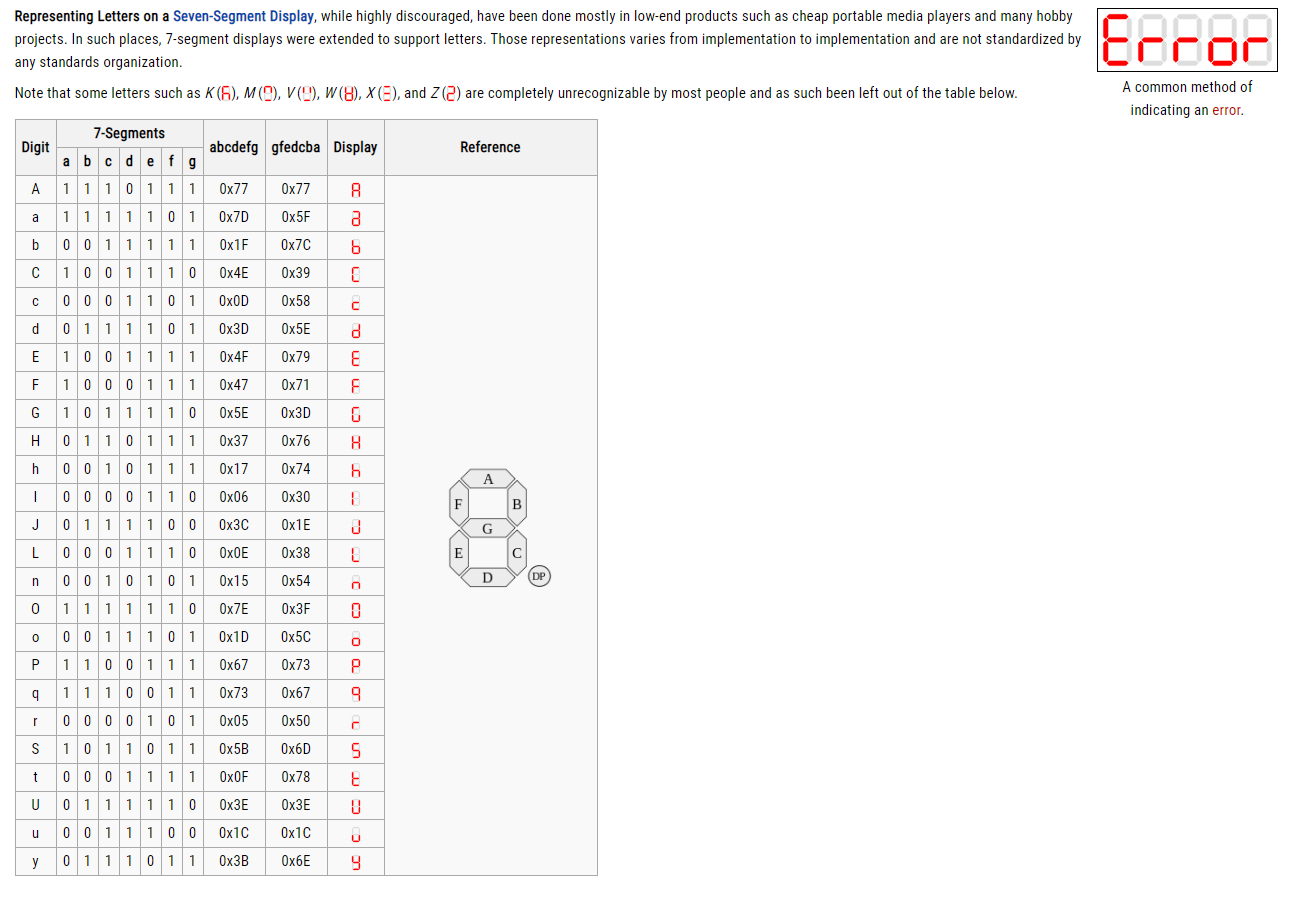 Representing Letters on a Seven-Segment Display, while highly discouraged, have been done mostly in low-end products such as cheap portable media players and many hobby
projects. In such places, 7-segment displays were extended to support letters. Those representations varies from implementation to implementation and are not standardized by
any standards organization.
Error
A common method of
indicating an error.
Note that some letters such as K (), M (), V (), W (), X (), and Z () are completely unrecognizable by most people and as such been left out of the table below.
Digit 7-Segments abcdefg gfedcba Display Reference
a b c d e f g
A 1 1 1 0 1 1 1 0x77 0x77 A
a 1 1 1 1 1 0 1 0x7D 0x5F a
b 0 0 1 1 1 1 1 0x1F 0x7C b
C 1 0 0 1 1 1 0 0x4E 0x39 C
c 0 0 0 1 1 0 1 0x0D 0x58 c
d 0 1 1 1 1 0 1 0x3D 0x5E d
E 1 0 0 1 1 1 1 0x4F 0x79 E
F 1 0 0 0 1 1 1 0x47 0x71 F
G 1 0 1 1 1 1 0 0x5E 0x3D G
H 0 1 1 0 1 1 1 0x37 0x76 H
h 0 0 1 0 1 1 1 0x17 0x74 h
I 0 0 0 0 1 1 0 0x06 0x30 I
J 0 1 1 1 1 0 0 0x3C 0x1E J
L 0 0 0 1 1 1 0 0x0E 0x38 L
n 0 0 1 0 1 0 1 0x15 0x54 n
O 1 1 1 1 1 1 0 0x7E 0x3F O
o 0 0 1 1 1 0 1 0x1D 0x5C o
P 1 1 0 0 1 1 1 0x67 0x73 P
q 1 1 1 0 0 1 1 0x73 0x67 q
r 0 0 0 0 1 0 1 0x05 0x50 r
S 1 0 1 1 0 1 1 0x5B 0x6D S
t 0 0 0 1 1 1 1 0x0F 0x78 t
U 0 1 1 1 1 1 0 0x3E 0x3E U
u 0 0 1 1 1 0 0 0x1C 0x1C u
y 0 1 1 1 0 1 1 0x3B 0x6E y
A
F B
G
E C
D DP